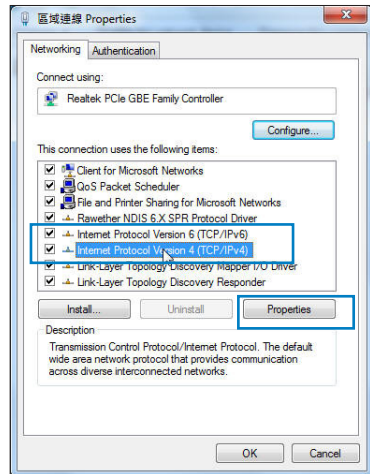 區域連線 Properties
Networking Authentication
Connect using:
Realtek PCIe GBE Family Controller
Configure...
This connection uses the following items:
Client for Microsoft Networks
QoS Packet Scheduler
File and Printer Sharing for Microsoft Networks
Rawether NDIS 6.X SPR Protocol Driver
Internet Protocol Version 6 (TCP/IPv6)
Internet Protocol Version 4 (TCP/IPv4)
Link-Layer Topology Discovery Mapper I/O Driver
Link-Layer Topology Discovery Responder
Install... Uninstall Properties
Description
Transmission Control Protocol/Internet Protocol. The default
wide area network protocol that provides communication
across diverse interconnected networks.
OK Cancel